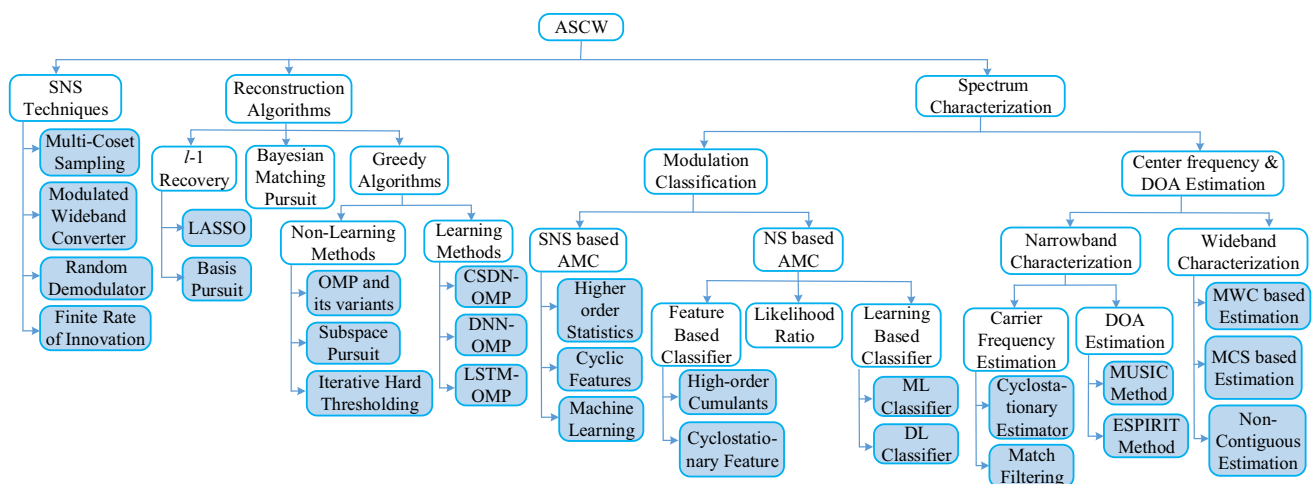 ASCW
SNS
Techniques
Reconstruction
Algorithms
Spectrum
Characterization
Multi-Coset
Sampling
Modulated
Wideband
Converter
Random
Demodulator
Finite Rate
of Innovation
l-1
Recovery
Bayesian
Matching
Pursuit
Greedy
Algorithms
LASSO
Basis
Pursuit
Non-Learning
Methods
Learning
Methods
OMP and
its variants
Subspace
Pursuit
Iterative Hard
Thresholding
CSDN-
OMP
DNN-
OMP
LSTM-
OMP
Modulation
Classification
Center frequency &
DOA Estimation
SNS based
AMC
NS based
AMC
Higher
order
Statistics
Cyclic
Features
Machine
Learning
Feature
Based
Classifier
Likelihood
Ratio
Learning
Based
Classifier
High-order
Cumulants
Cyclostatio-
nary Feature
ML
Classifier
DL
Classifier
Narrowband
Characterization
Wideband
Characterization
Carrier
Frequency
Estimation
DOA
Estimation
Cyclosta-
tionary
Estimator
Match
Filtering
MUSIC
Method
ESPIRIT
Method
MWC based
Estimation
MCS based
Estimation
Non-
Contiguous
Estimation